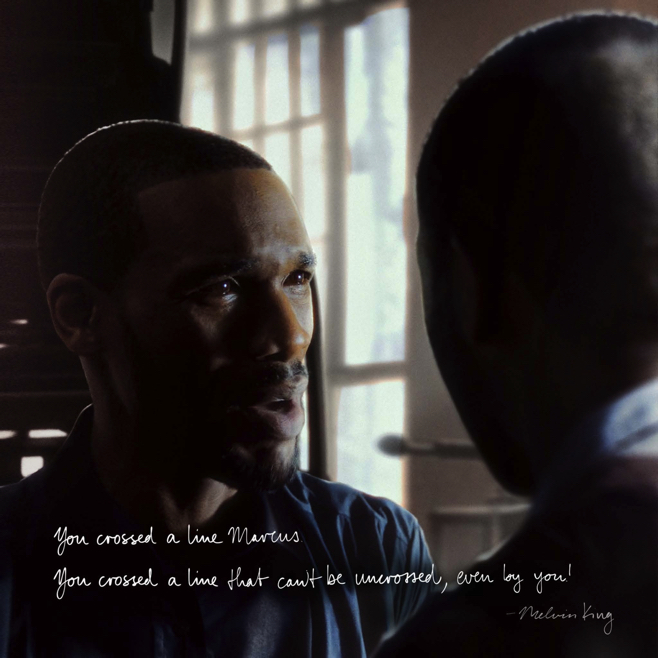 You crossed a line Marcus
You crossed a line that can't be uncrossed, even by you!
-Melvin King